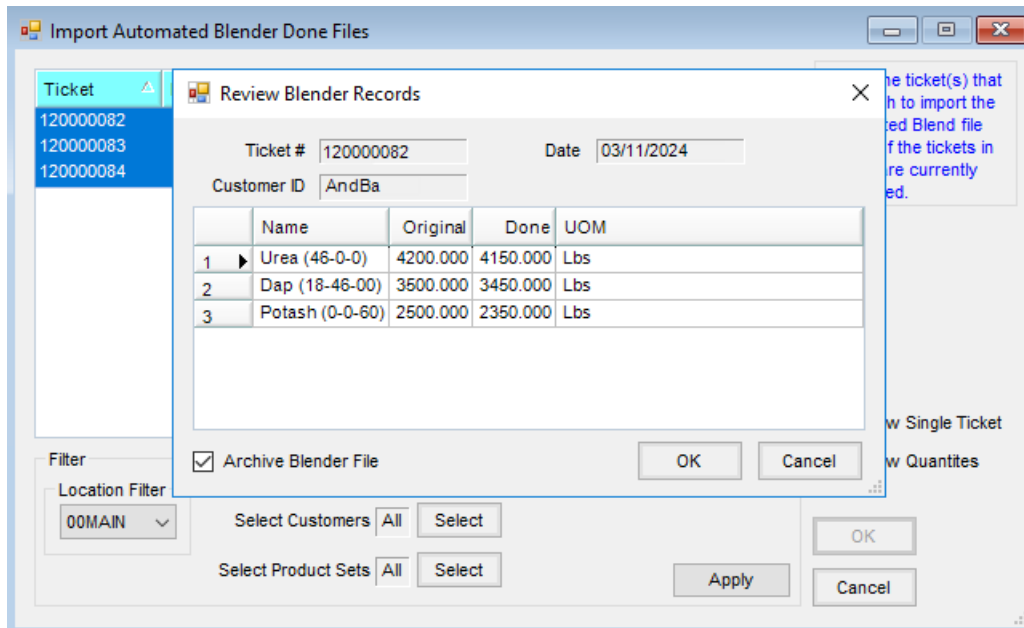 Import Automated Blender Done Files
Ticket
120000082
120000083
120000084
ticket(s) that
to import the
Blend file
the tickets in
currently
Review Blender Records
Ticket # 120000082 Date 03/11/2024
Customer ID AndBa
Name Original Done UOM
1 Urea (46-0-0) 4200.000 4150.000 Lbs
2 Dap (18-46-00) 3500.000 3450.000 Lbs
3 Potash (0-0-60) 2500.000 2350.000 Lbs
Archive Blender File OK Cancel
Single Ticket
Quantites
Filter
Location Filter
00MAIN
Select Customers All Select
Select Product Sets All Select
Apply
OK
Cancel